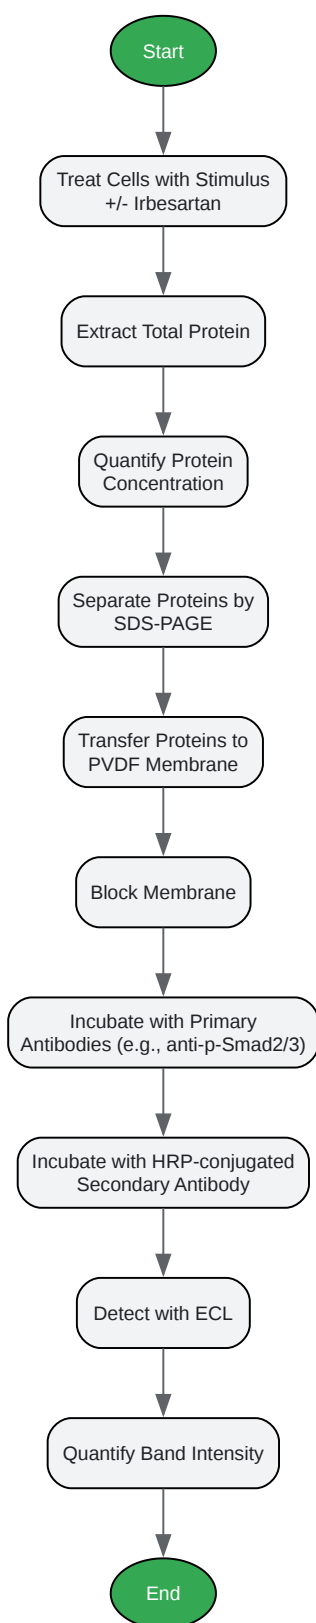 Start
Treat Cells with Stimulus
+/- Irbesartan
Extract Total Protein
Quantify Protein
Concentration
Separate Proteins by
SDS-PAGE
Transfer Proteins to
PVDF Membrane
Block Membrane
Incubate with Primary
Antibodies (e.g., anti-p-Smad2/3)
Incubate with HRP-conjugated
Secondary Antibody
Detect with ECL
Quantify Band Intensity
End